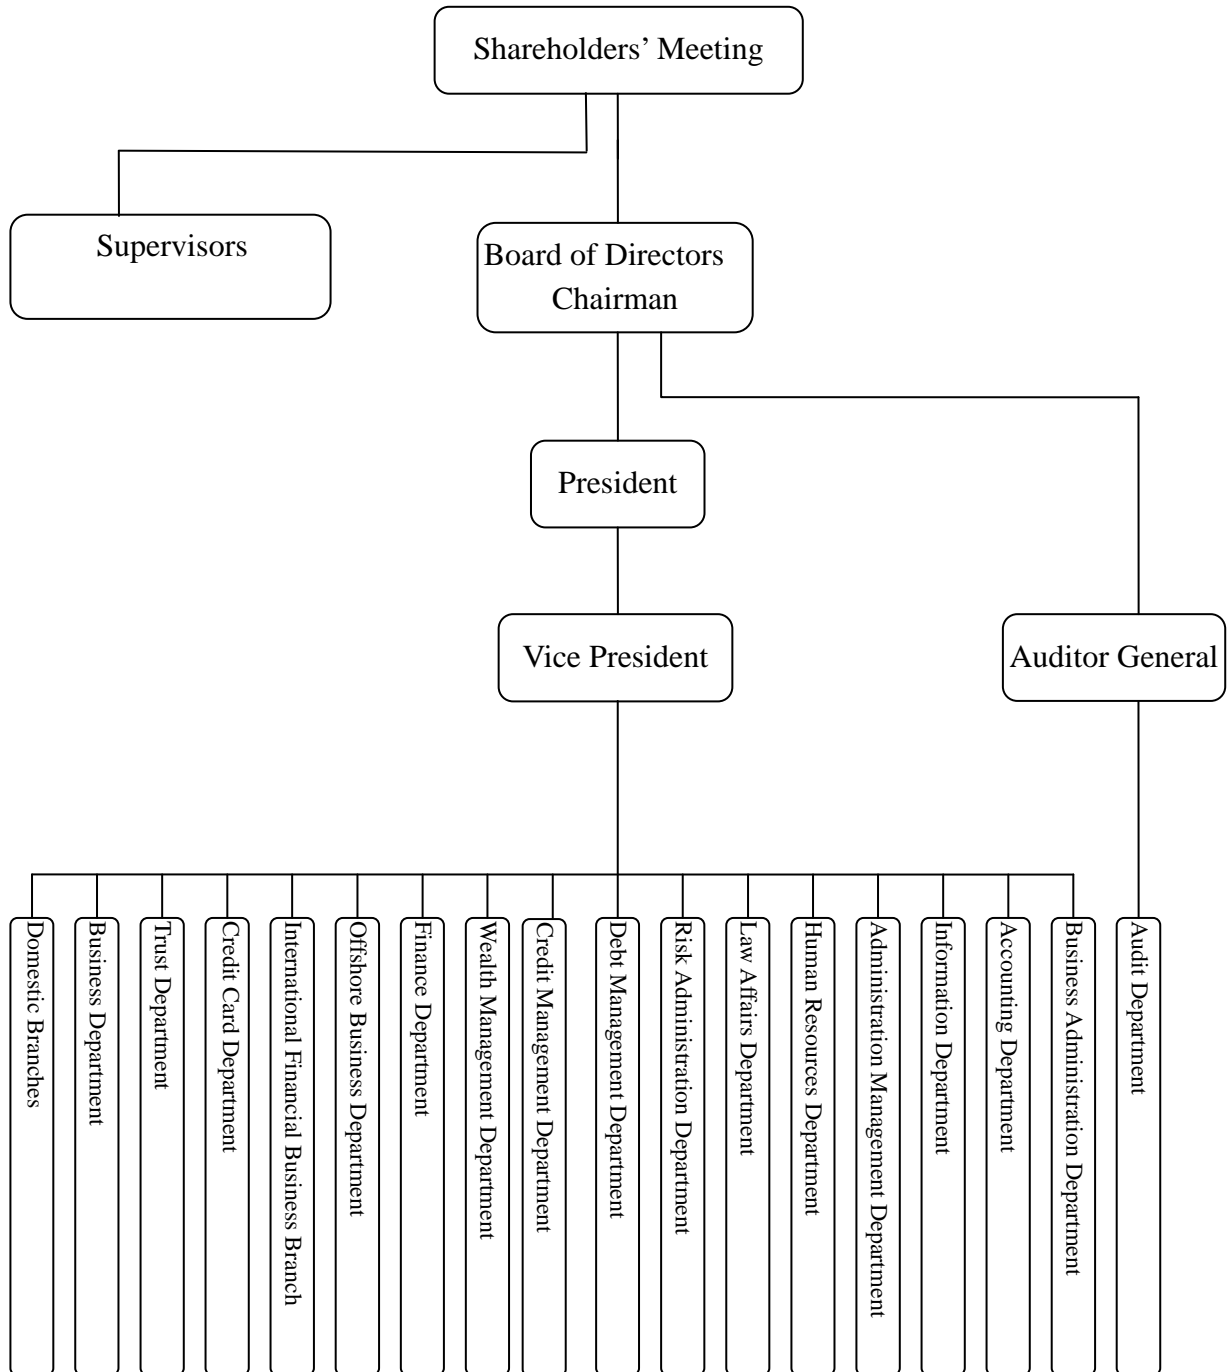 Shareholders’ Meeting
Supervisors
Board of Directors
Chairman
President
Vice President
Auditor General
Domestic Branches
Business Department
Trust Department
Credit Card Department
International Financial Business Branch
Offshore Business Department
Finance Department
Wealth Management Department
Credit Management Department
Debt Management Department
Risk Administration Department
Law Affairs Department
Human Resources Department
Administration Management Department
Information Department
Accounting Department
Business Administration Department
Audit Department